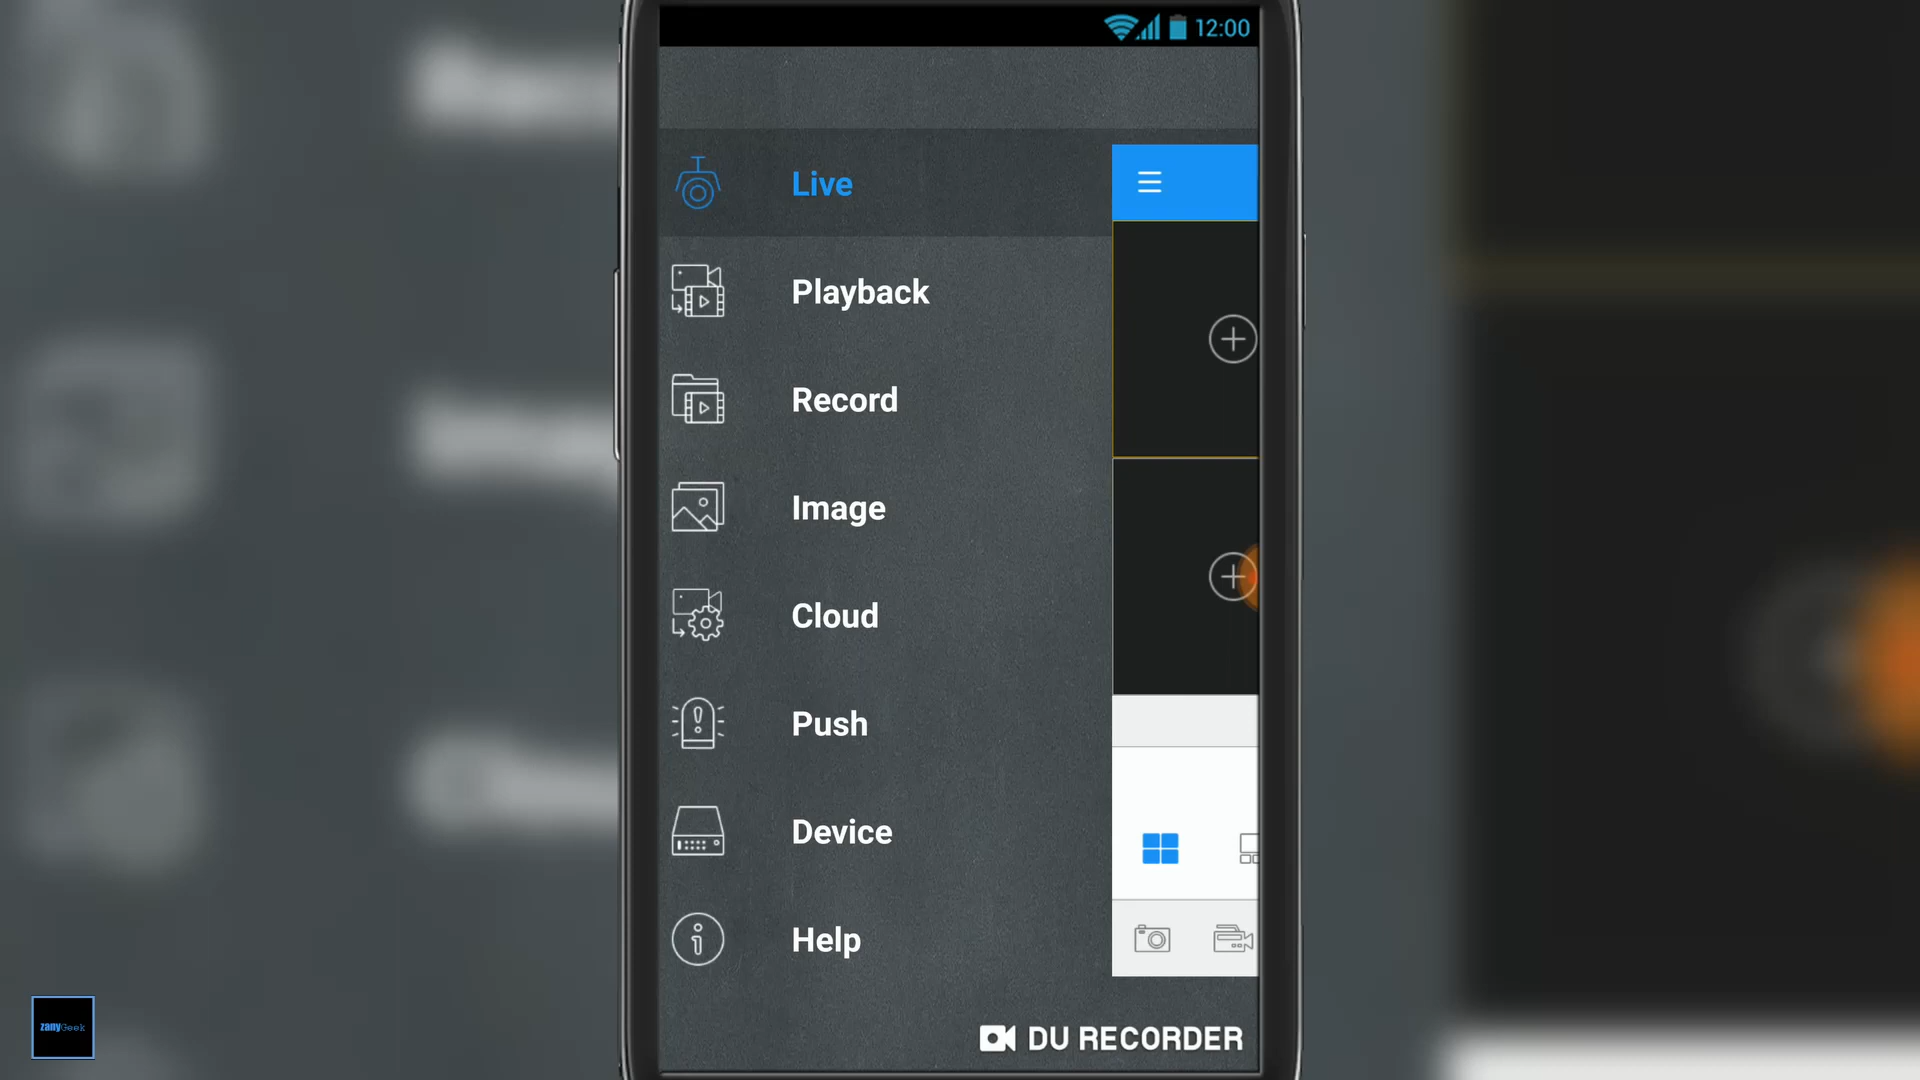 12:00
Live
Playback
Record
Image
Cloud
Push
Device
Help
DU RECORDER
zanyGeek